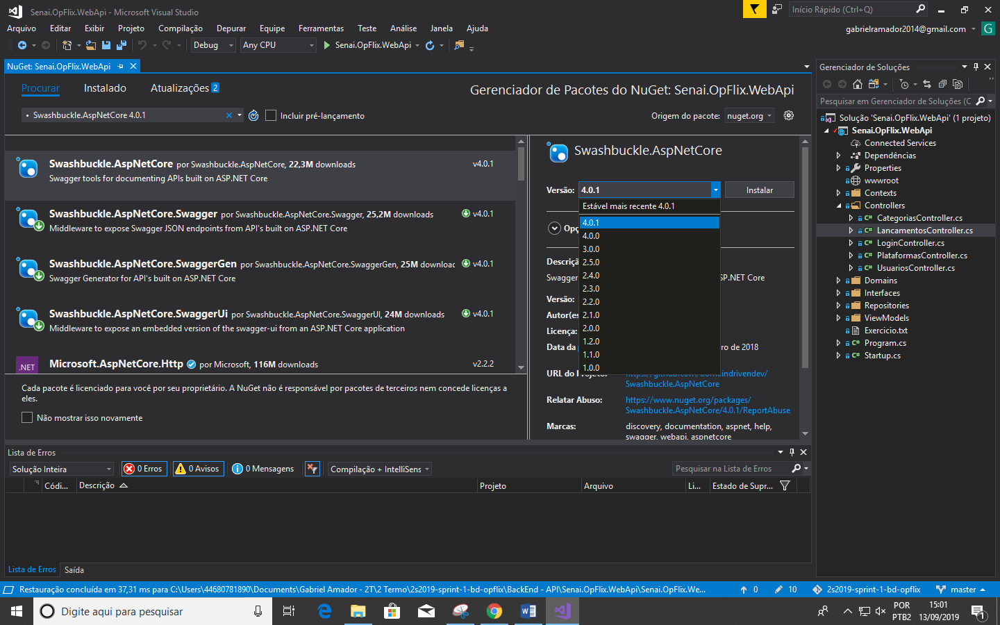 Senai.OpFlix.WebApi - Microsoft Visual Studio
Início Rápido (Ctrl+Q)
Arquivo Editar Exibir Projeto Compilação Depurar Equipe Ferramentas Teste Análise Janela Ajuda
gabrielramador2014@gmail.com G
Debug Any CPU Senai.OpFlix.WebApi
NuGet: Senai.OpFlix.WebApi
Procurar Instalado Atualizações 2
Gerenciador de Pacotes do NuGet: Senai.OpFlix.WebApi
Swashbuckle.AspNetCore 4.0.1
Incluir pré-lançamento
Origem do pacote: nuget.org
Swashbuckle.AspNetCore por Swashbuckle.AspNetCore, 22,3M downloads v4.0.1
Swagger tools for documenting APIs built on ASP.NET Core
Swashbuckle.AspNetCore.Swagger por Swashbuckle.AspNetCore.Swagger, 25,2M downloads v4.0.1
Middleware to expose Swagger JSON endpoints from API's built on ASP.NET Core
Swashbuckle.AspNetCore.SwaggerGen por Swashbuckle.AspNetCore.SwaggerGen, 25M downloac v4.0.1
Swagger Generator for API's built on ASP.NET Core
Swashbuckle.AspNetCore.SwaggerUi por Swashbuckle.AspNetCore.SwaggerUI, 24M downloads v4.0.1
Middleware to expose an embedded version of the swagger-ui from an ASP.NET Core application
.NET Microsoft.AspNetCore.Http por Microsoft, 116M downloads v2.2.2
Cada pacote é licenciado para você por seu proprietário. A NuGet não é responsável por pacotes de terceiros nem concede licenças a
eles.
Não mostrar isso novamente
Swashbuckle.AspNetCore
Versão: 4.0.1 Instalar
Estável mais recente 4.0.1
4.0.1
4.0.0
3.0.0
2.5.0
2.4.0
2.3.0
2.2.0
2.1.0
2.0.0
1.2.0
1.1.0
1.0.0
Opç
Descriçã
Swagger SP.NET Core
Versão:
Autor(es
Licença:
Data da p ro de 2018
URL do Projeto: https://github.com/domaindrivendev/
Swashbuckle.AspNetCore
Relatar Abuso: https://www.nuget.org/packages/
Swashbuckle.AspNetCore/4.0.1/ReportAbuse
Marcas: discovery, documentation, aspnet, help,
swagger, webapi, aspnetcore
Gerenciador de Soluções
Pesquisar em Gerenciador de Soluções (C
Solução 'Senai.OpFlix.WebApi' (1 projeto)
Senai.OpFlix.WebApi
Connected Services
Dependências
Properties
wwwroot
Contexts
Controllers
C# CategoriasController.cs
C# LancamentosController.cs
C# LoginController.cs
C# PlataformasController.cs
C# UsuariosController.cs
Domains
Interfaces
Repositories
ViewModels
Exercicio.txt
C# Program.cs
C# Startup.cs
Lista de Erros
Solução Inteira 0 Erros 0 Avisos 0 Mensagens Compilação + IntelliSens Pesquisar na Lista de Erros
Códi... Descrição Projeto Arquivo Li... Estado de Supr...
Lista de Erros Saída
Restauração concluída em 37,31 ms para C:\Users\44680781890\Documents\Gabriel Amador - 2T\2 Termo\2s2019-sprint-1-bd-opflix\BackEnd - API\Senai.OpFlix.WebApi\Senai.OpFlix.We... 0 10 2s2019-sprint-1-bd-opflix master
Digite aqui para pesquisar
POR
PTB2
15:01
13/09/2019
1